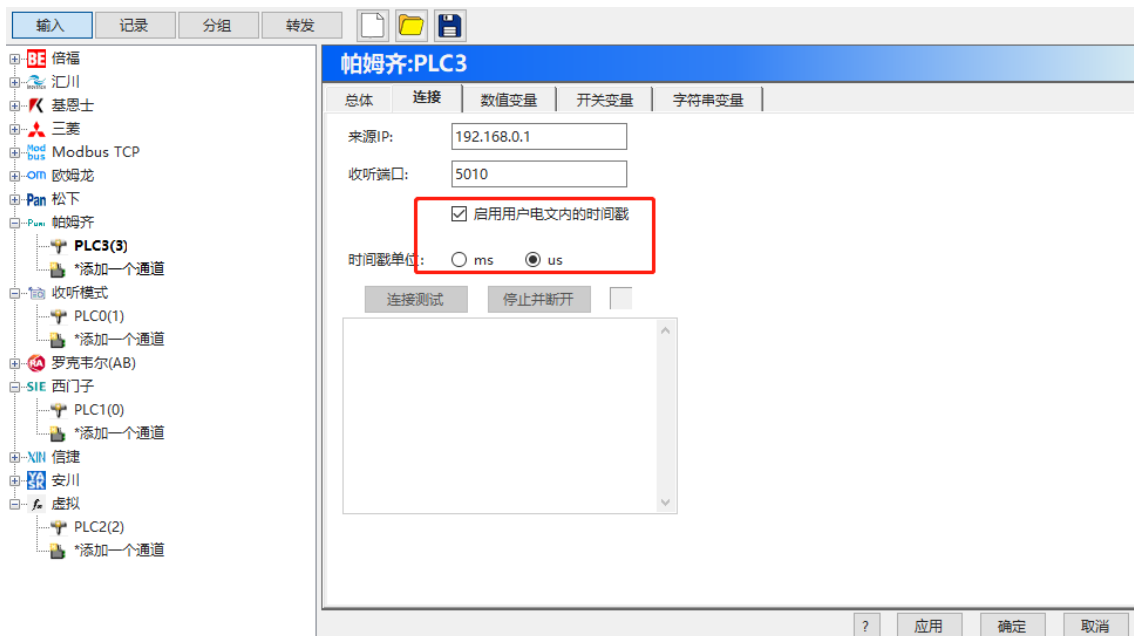 输入 记录 分组 转发
BE 倍福
汇川
基恩士
三菱
Mod bus Modbus TCP
om 欧姆龙
Pan 松下
帕姆齐
PLC3(3)
*添加一个通道
收听模式
PLC0(1)
*添加一个通道
RA 罗克韦尔(AB)
SIE 西门子
PLC1(0)
*添加一个通道
XIN 信捷
YASK 安川
fx 虚拟
PLC2(2)
*添加一个通道
帕姆齐:PLC3
总体 连接 数值变量 开关变量 字符串变量
来源IP: 192.168.0.1
收听端口: 5010
启用用户电文内的时间戳
时间戳单位: ms us
连接测试 停止并断开
? 应用 确定 取消